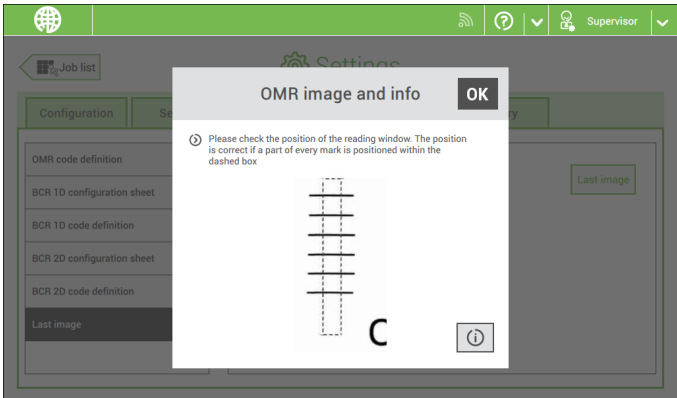 Supervisor
Job list
Settings
OMR image and info
OK
Configuration
Se
ry
Please check the position of the reading window. The position
is correct if a part of every mark is positioned within the
dashed box
OMR code definition
BCR 1D configuration sheet
BCR 1D code definition
BCR 2D configuration sheet
BCR 2D code definition
Last image
Last image
C